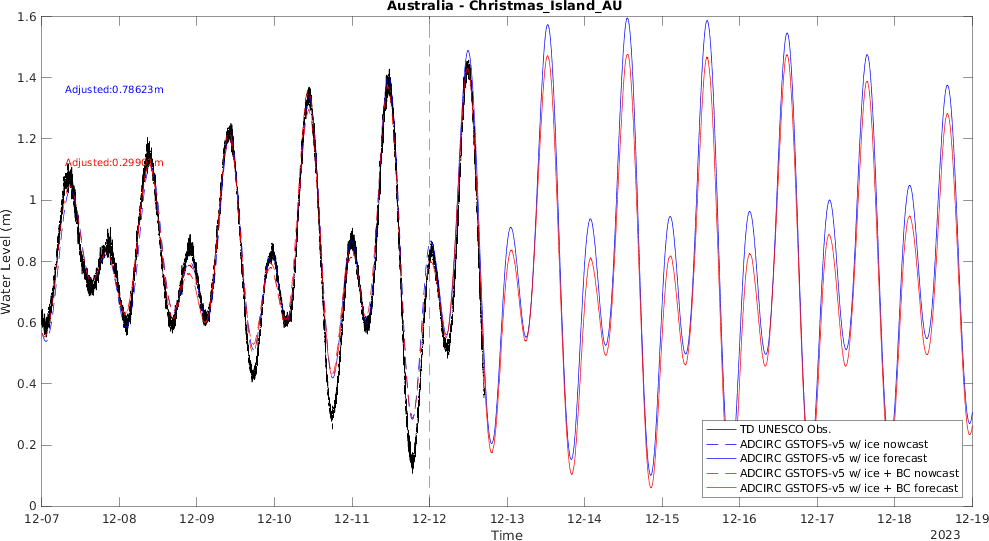 Australia - Christmas_Island_AU
1.6
1.4
1.2
1
0.8
0.6
0.4
0.2
0
Water Level (m)
Adjusted:0.78623m
TD UNESCO Obs.
ADCIRC GSTOFS-v5 w/ ice nowcast
ADCIRC GSTOFS-v5 w/ ice forecast
ADCIRC GSTOFS-v5 w/ ice + BC nowcast
ADCIRC GSTOFS-v5 w/ ice + BC forecast
12-07 12-08 12-09 12-10 12-11 12-12 12-13 12-14 12-15 12-16 12-17 12-18 12-19
Time
2023